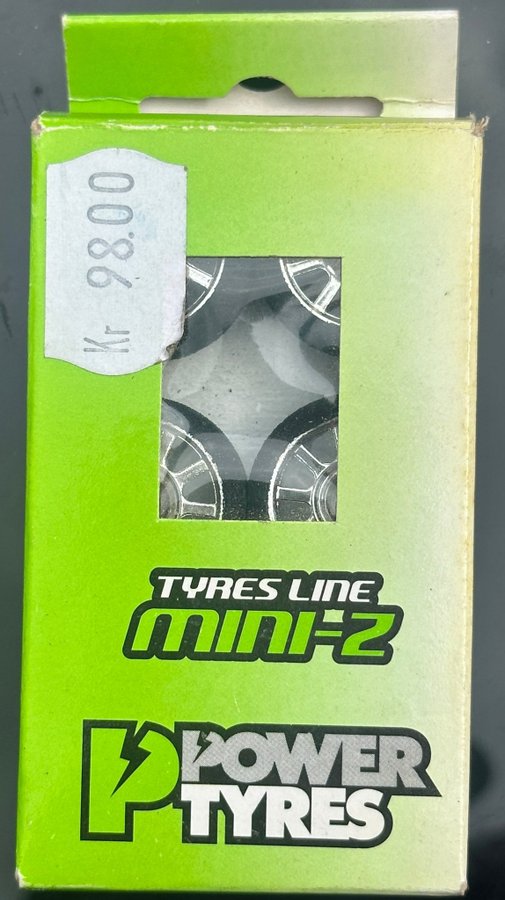 Kr 98.00
TYRES LINE
MINI-Z
POWER
TYRES